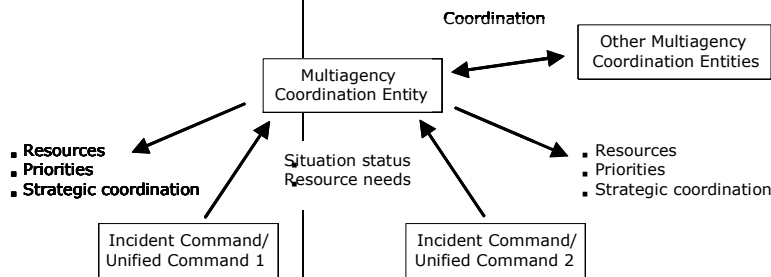 Coordination
Other Multiagency
Coordination Entities
Multiagency
Coordination Entity
▪ Resources
▪ Priorities
▪ Strategic coordination
▪ Situation status
▪ Resource needs
▪ Resources
▪ Priorities
▪ Strategic coordination
Incident Command/
Unified Command 1
Incident Command/
Unified Command 2